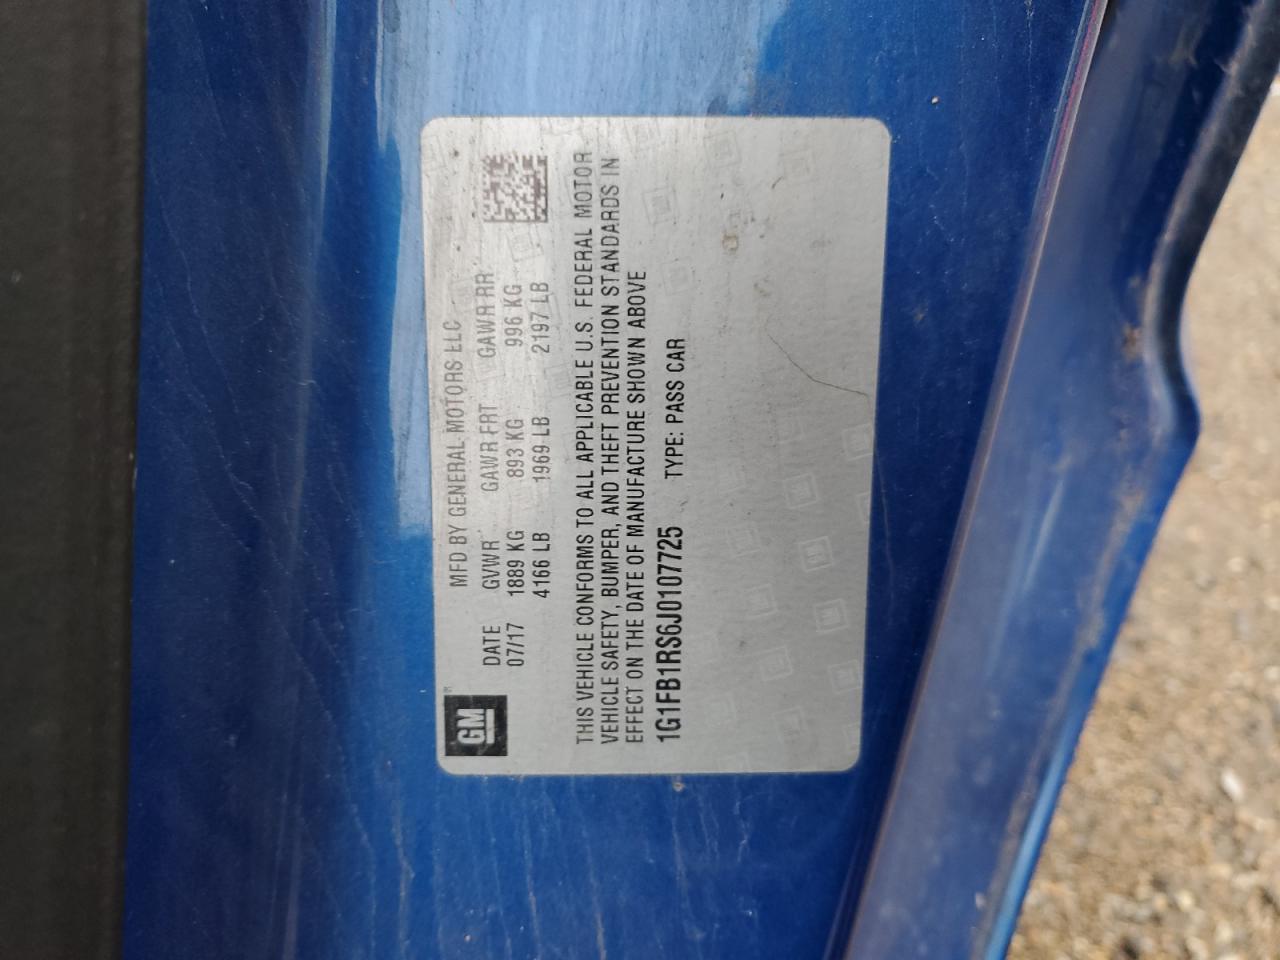 GM ®
MFD BY GENERAL MOTORS LLC
DATE GVWR GAWR FRT GAWR RR
07/17 1889 KG 893 KG 996 KG
4166 LB 1969 LB 2197 LB
THIS VEHICLE CONFORMS TO ALL APPLICABLE U.S. FEDERAL MOTOR
VEHICLE SAFETY, BUMPER, AND THEFT PREVENTION STANDARDS IN
EFFECT ON THE DATE OF MANUFACTURE SHOWN ABOVE
1G1FB1RS6J0107725 TYPE: PASS CAR